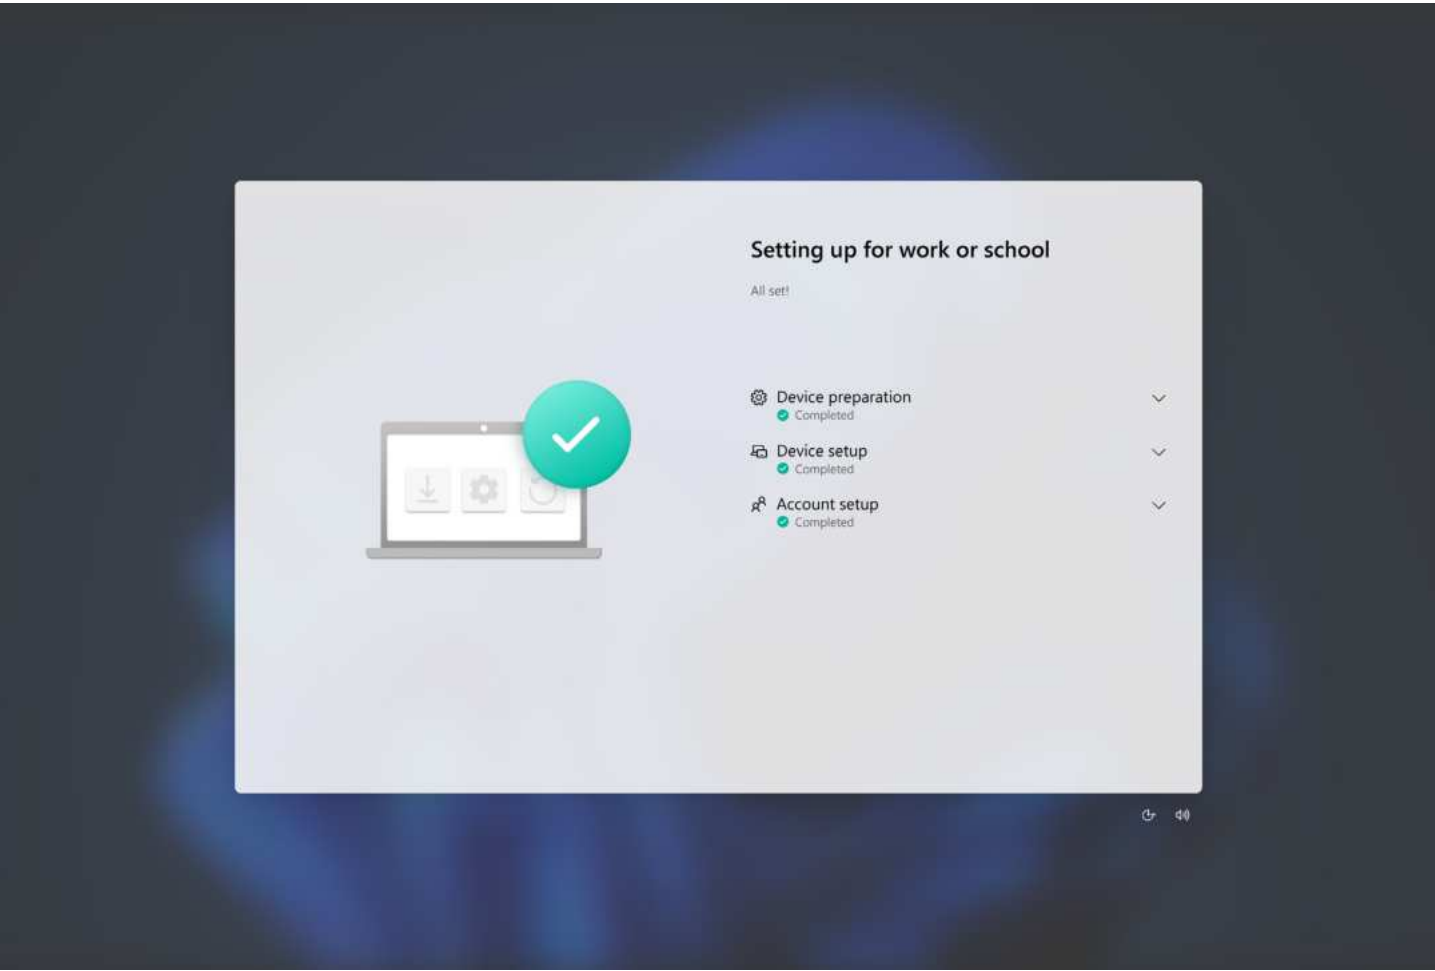 Setting up for work or school
All set!
Device preparation
Completed
Device setup
Completed
Account setup
Completed